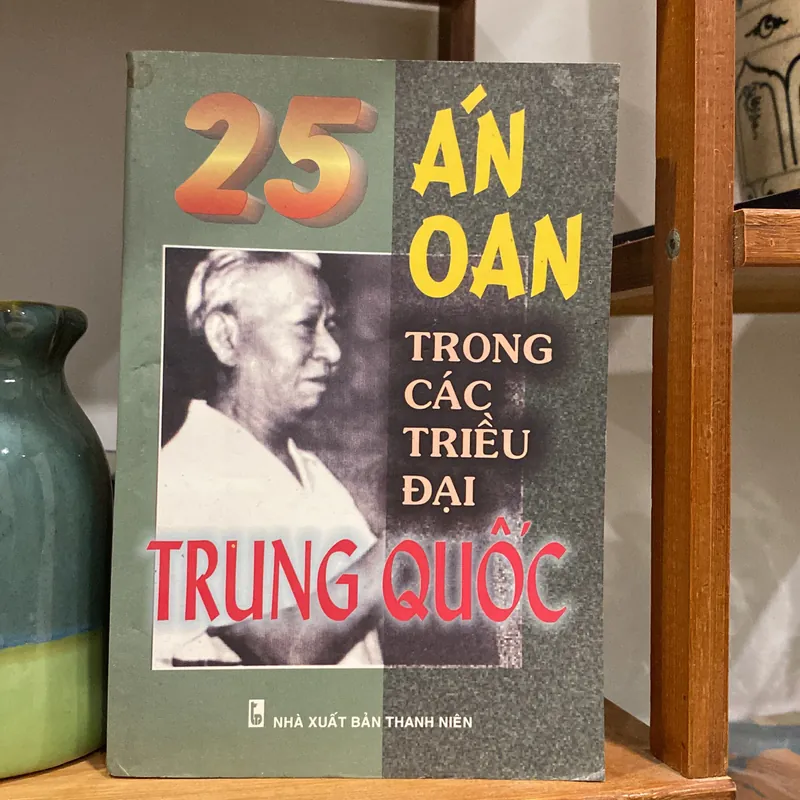 25
ÁN
OAN
TRONG
CÁC
TRIỀU
ĐẠI
TRUNG QUỐC
NHÀ XUẤT BẢN THANH NIÊN